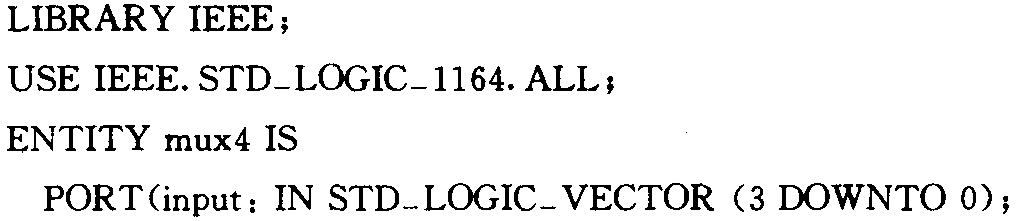 LIBRARY IEEE;
USE IEEE. STD_LOGIC_1164. ALL;
ENTITY mux4 IS
PORT(input: IN STD_LOGIC_VECTOR (3 DOWNTO 0);